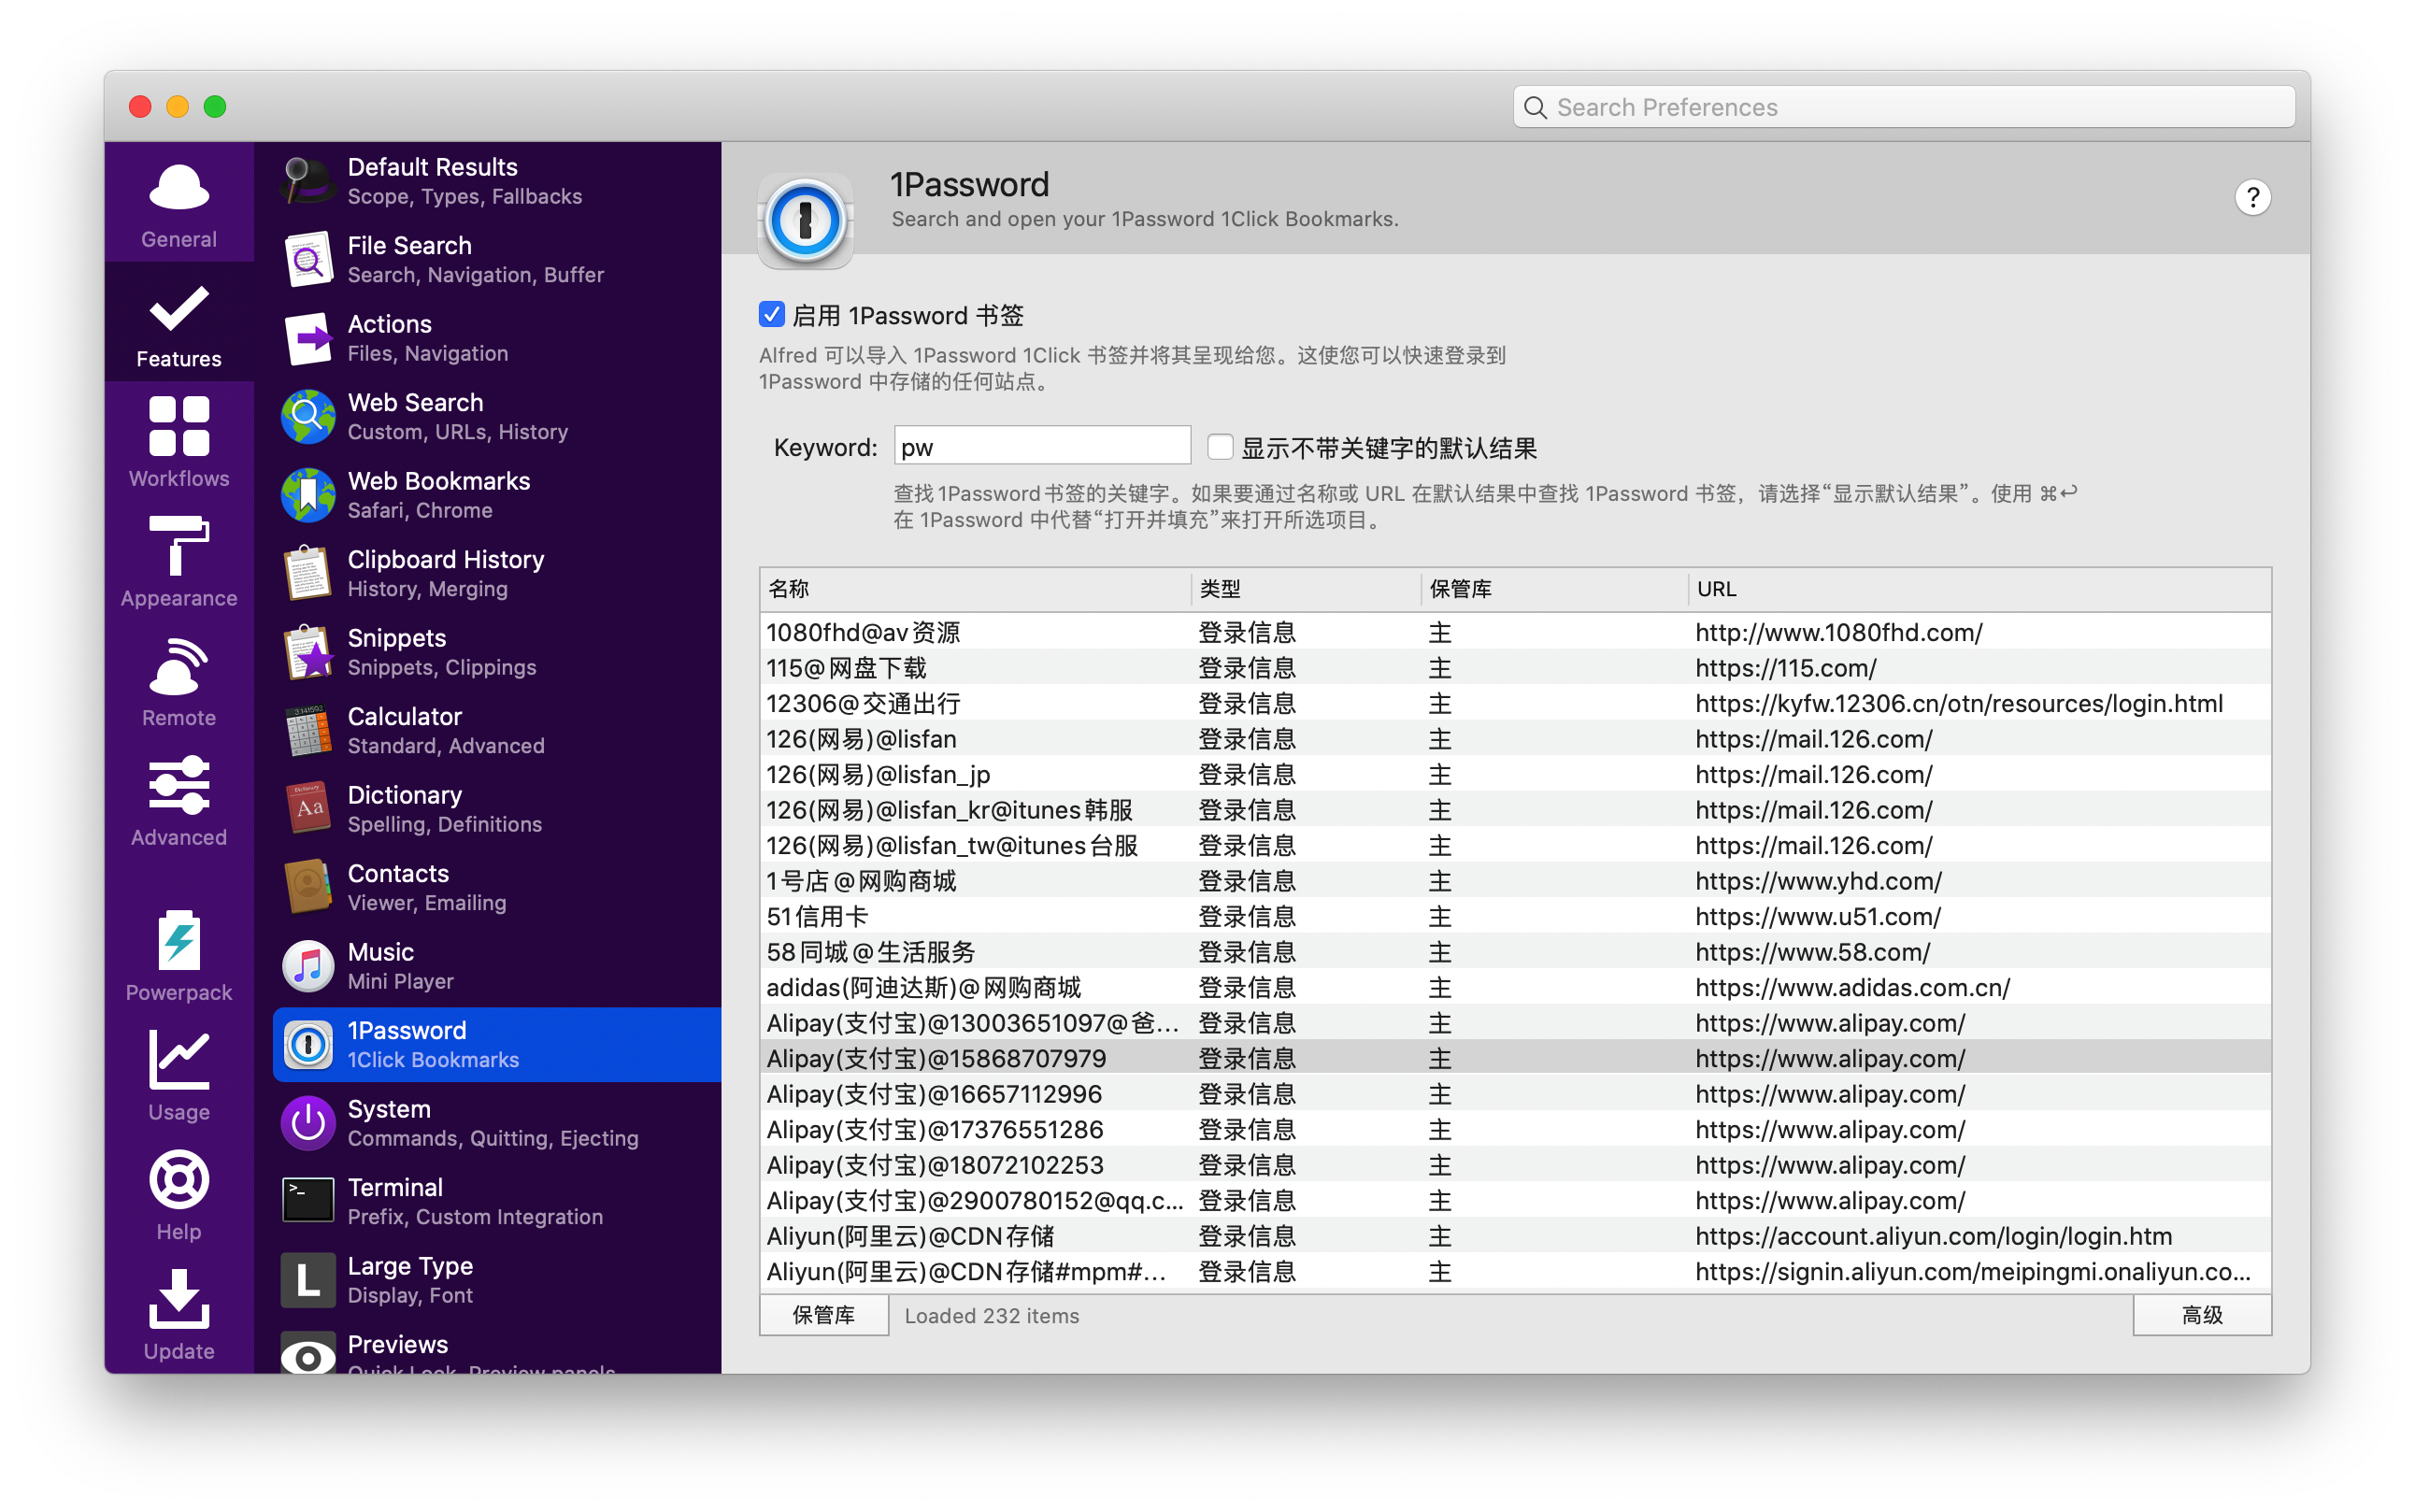 Search Preferences
General
Features
Workflows
Appearance
Remote
Advanced
Powerpack
Usage
Help
Update
Default Results
Scope, Types, Fallbacks
File Search
Search, Navigation, Buffer
Actions
Files, Navigation
Web Search
Custom, URLs, History
Web Bookmarks
Safari, Chrome
Clipboard History
History, Merging
Snippets
Snippets, Clippings
Calculator
Standard, Advanced
Dictionary
Spelling, Definitions
Contacts
Viewer, Emailing
Music
Mini Player
1Password
1Click Bookmarks
System
Commands, Quitting, Ejecting
Terminal
Prefix, Custom Integration
Large Type
Display, Font
Previews
Quick Look, Preview panels
1Password
Search and open your 1Password 1Click Bookmarks.
?
启用 1Password 书签
Alfred 可以导入 1Password 1Click 书签并将其呈现给您。这使您可以快速登录到
1Password 中存储的任何站点。
Keyword: pw 显示不带关键字的默认结果
查找1Password书签的关键字。如果要通过名称或 URL 在默认结果中查找 1Password 书签，请选择“显示默认结果”。使用 ⌘↩
在 1Password 中代替“打开并填充”来打开所选项目。
名称 类型 保管库 URL
1080fhd@av资源 登录信息 主 http://www.1080fhd.com/
115@网盘下载 登录信息 主 https://115.com/
12306@交通出行 登录信息 主 https://kyfw.12306.cn/otn/resources/login.html
126(网易)@lisfan 登录信息 主 https://mail.126.com/
126(网易)@lisfan_jp 登录信息 主 https://mail.126.com/
126(网易)@lisfan_kr@itunes韩服 登录信息 主 https://mail.126.com/
126(网易)@lisfan_tw@itunes台服 登录信息 主 https://mail.126.com/
1号店@网购商城 登录信息 主 https://www.yhd.com/
51信用卡 登录信息 主 https://www.u51.com/
58同城@生活服务 登录信息 主 https://www.58.com/
adidas(阿迪达斯)@网购商城 登录信息 主 https://www.adidas.com.cn/
Alipay(支付宝)@13003651097@爸… 登录信息 主 https://www.alipay.com/
Alipay(支付宝)@15868707979 登录信息 主 https://www.alipay.com/
Alipay(支付宝)@16657112996 登录信息 主 https://www.alipay.com/
Alipay(支付宝)@17376551286 登录信息 主 https://www.alipay.com/
Alipay(支付宝)@18072102253 登录信息 主 https://www.alipay.com/
Alipay(支付宝)@2900780152@qq.c… 登录信息 主 https://www.alipay.com/
Aliyun(阿里云)@CDN存储 登录信息 主 https://account.aliyun.com/login/login.htm
Aliyun(阿里云)@CDN存储#mpm#… 登录信息 主 https://signin.aliyun.com/meipingmi.onaliyun.co…
保管库 Loaded 232 items 高级